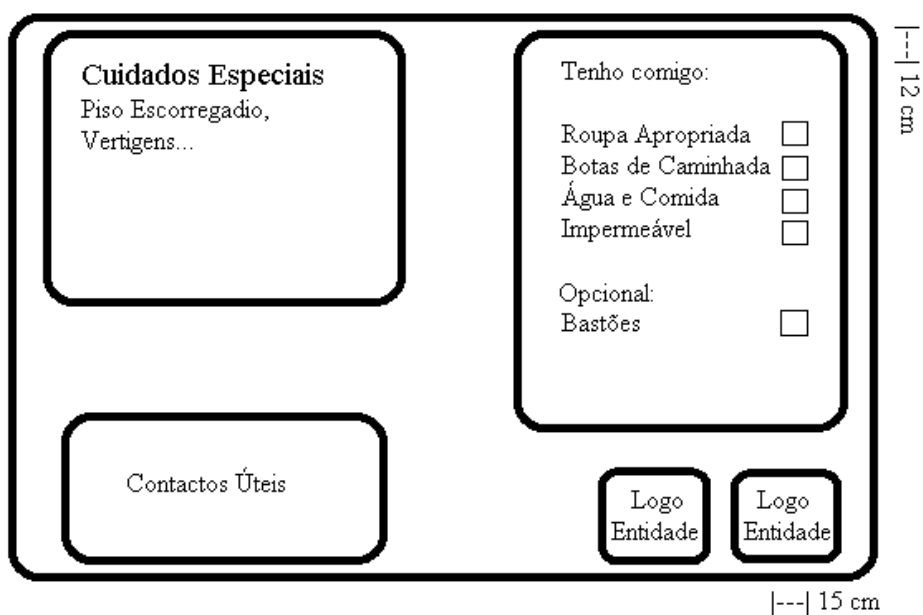 Cuidados Especiais
Piso Escorregadio,
Vertigens...
Tenho comigo:
Roupa Apropriada
Botas de Caminhada
Água e Comida
Impermeável
Opcional:
Bastões
Contactos Úteis
Logo
Entidade
Logo
Entidade
|---| 12 cm
|---| 15 cm